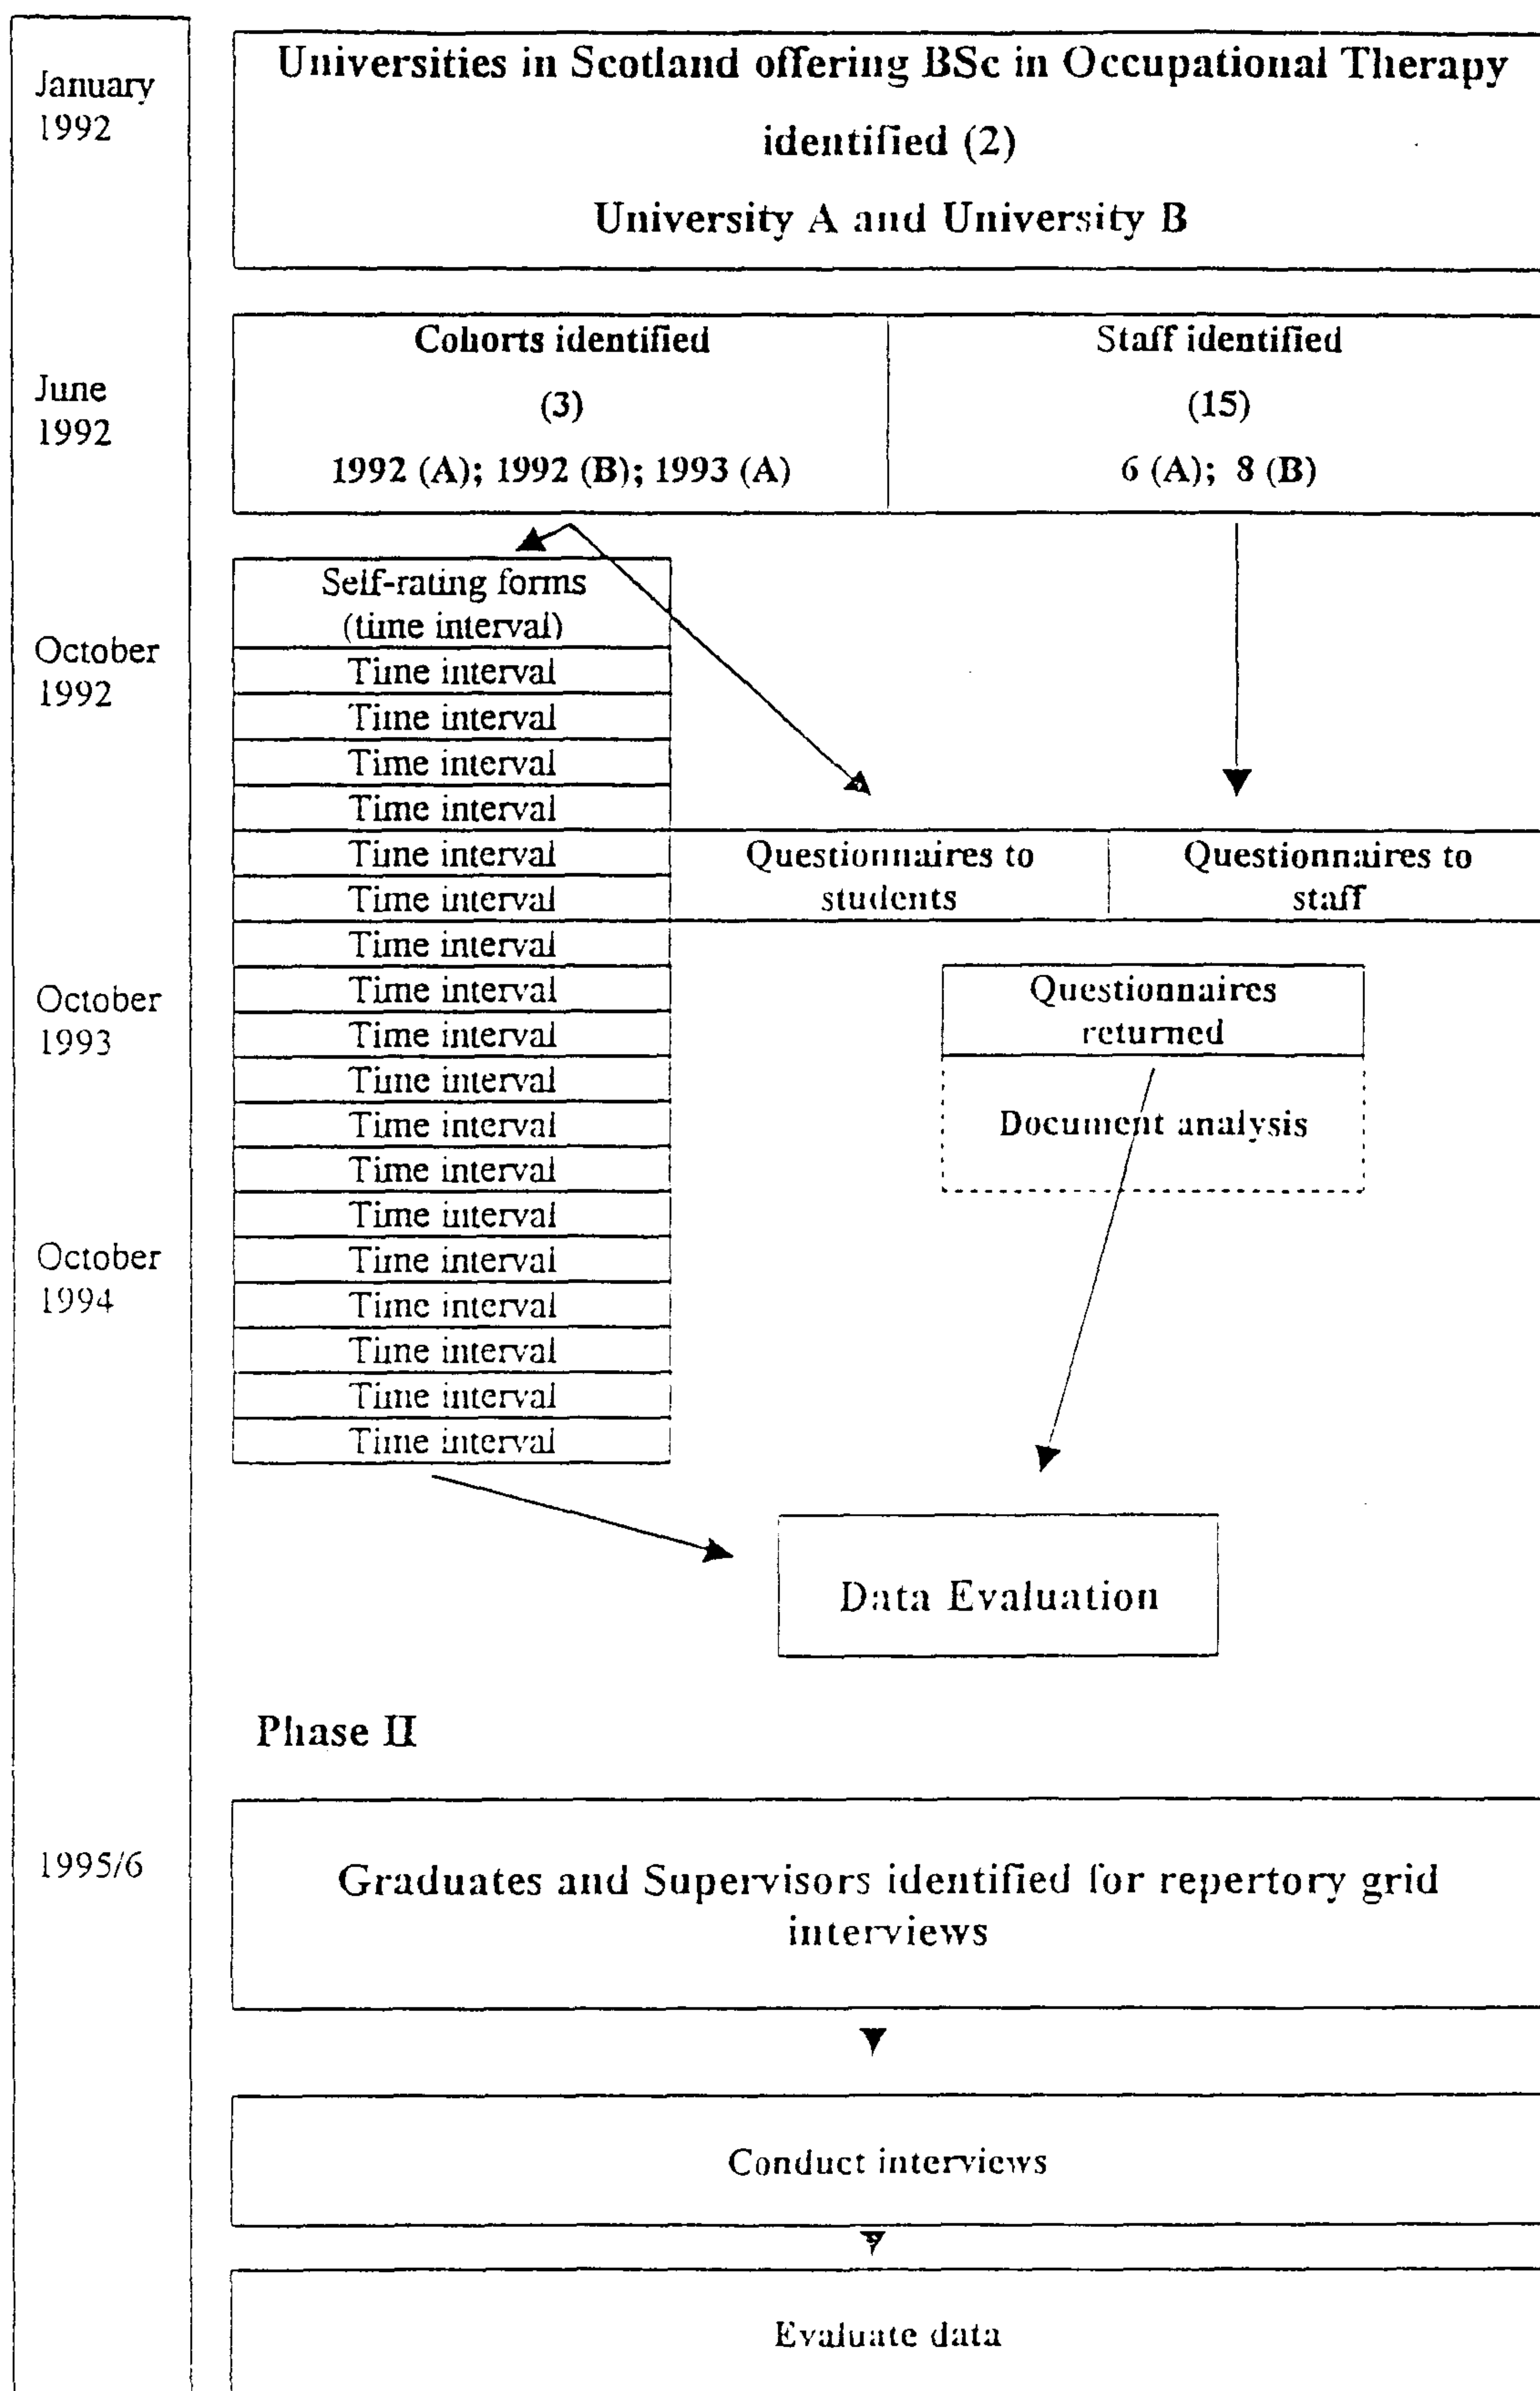 January
1992
Universities in Scotland offering BSc in Occupational Therapy
identified (2)
University A and University B
June
1992
Cohorts identified
(3)
1992 (A); 1992 (B); 1993 (A)
Staff identified
(15)
6 (A); 8 (B)
October
1992
Self-rating forms
(time interval)
Time interval
Time interval
Time interval
Time interval
Time interval
Time interval
Questionnaires to
students
Questionnaires to
staff
October
1993
Time interval
Time interval
Time interval
Time interval
Time interval
Time interval
Questionnaires
returned
Document analysis
October
1994
Time interval
Time interval
Time interval
Time interval
Time interval
Time interval
Data Evaluation
Phase II
1995/6
Graduates and Supervisors identified for repertory grid
interviews
Conduct interviews
Evaluate data